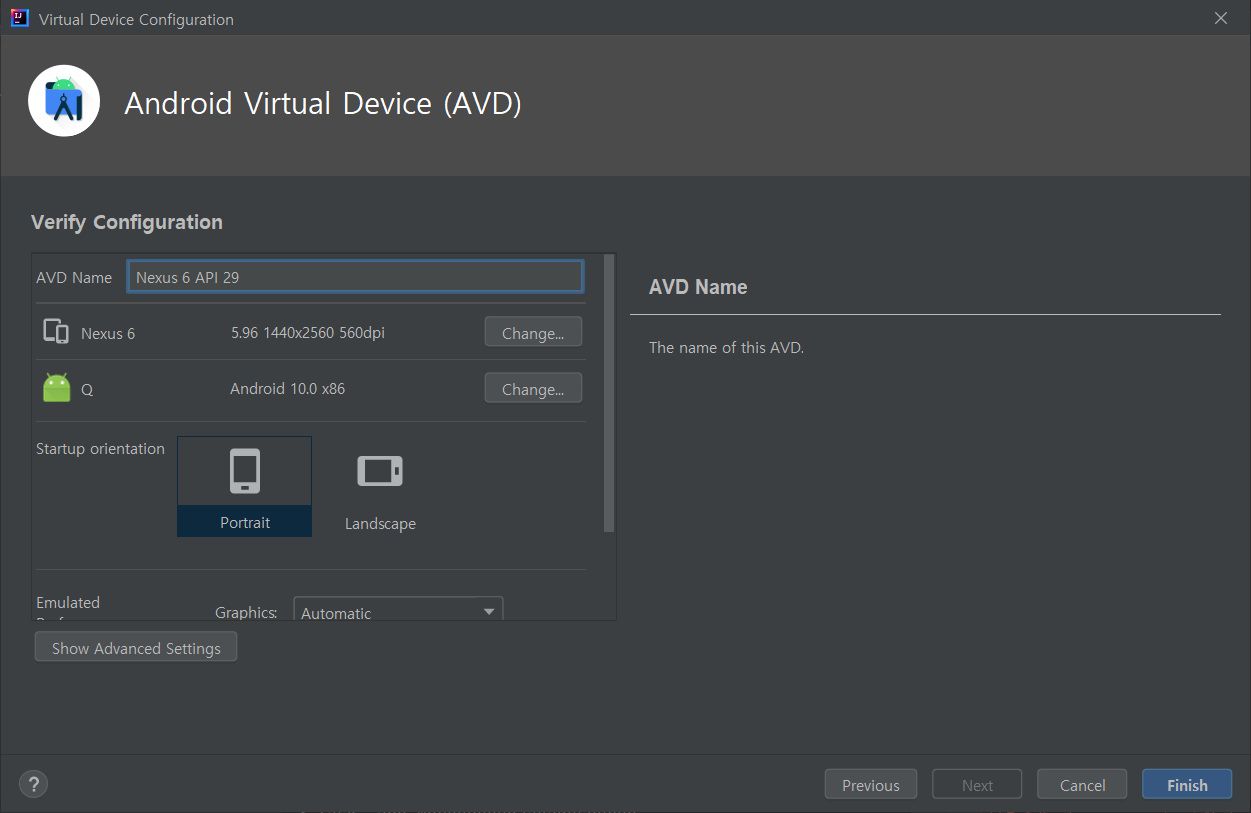 Virtual Device Configuration
Android Virtual Device (AVD)
Verify Configuration
AVD Name Nexus 6 API 29
Nexus 6 5.96 1440x2560 560dpi Change...
Q Android 10.0 x86 Change...
Startup orientation
Portrait
Landscape
Emulated
Graphics: Automatic
Show Advanced Settings
AVD Name
The name of this AVD.
? Previous Next Cancel Finish